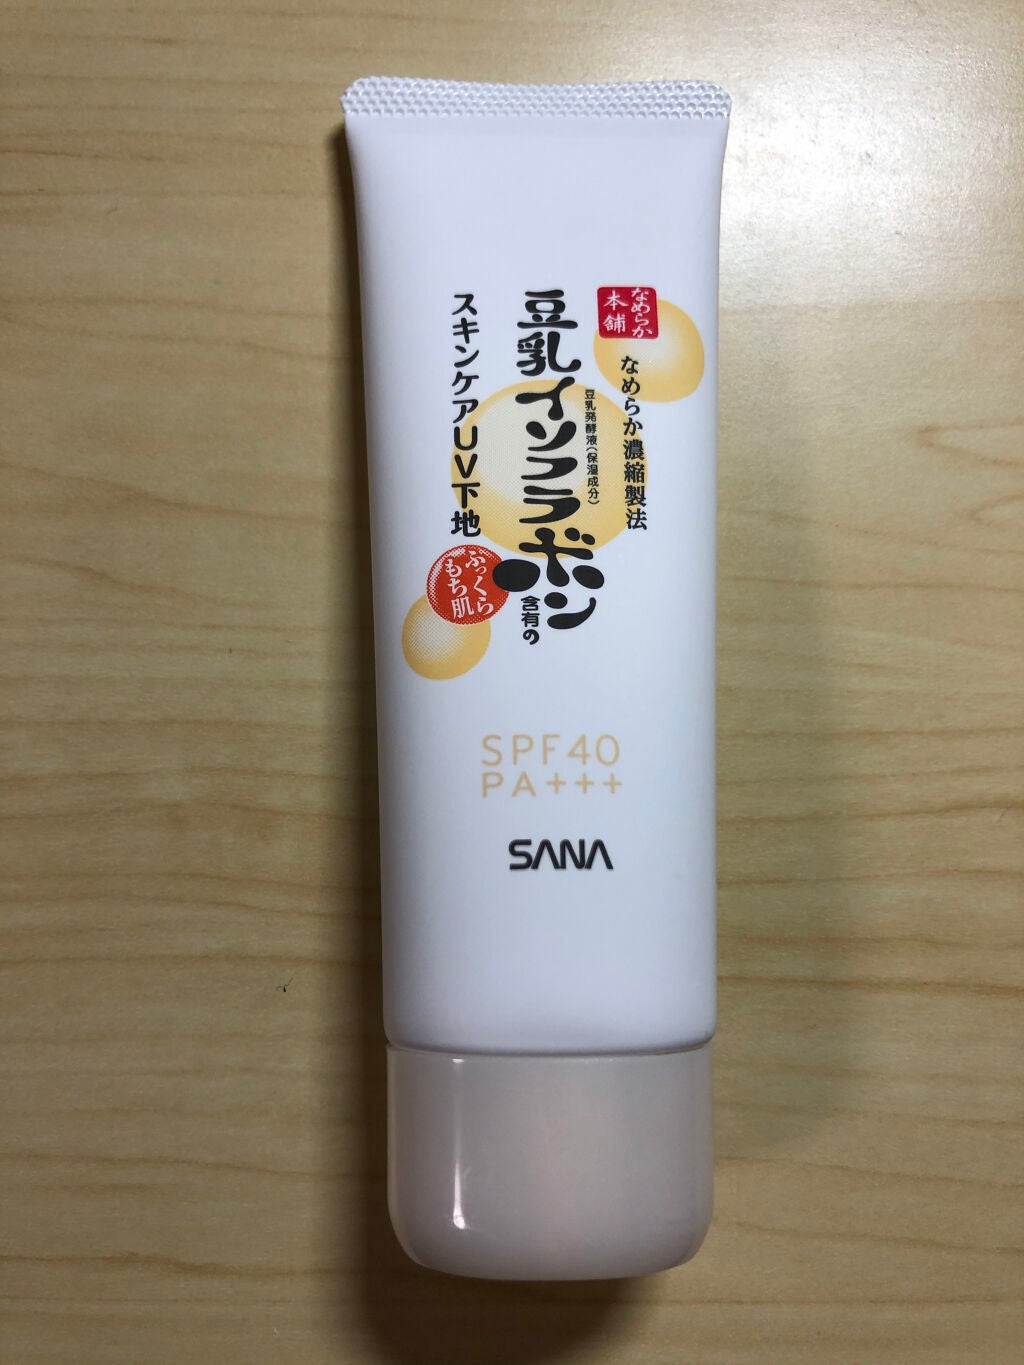 なめらか
本舗
なめらか濃縮製法
豆乳発酵液(保湿成分)
豆乳イソフラボン
含有の
スキンケアUV下地
ふっくら
もち肌
SPF40
PA+++
SANA